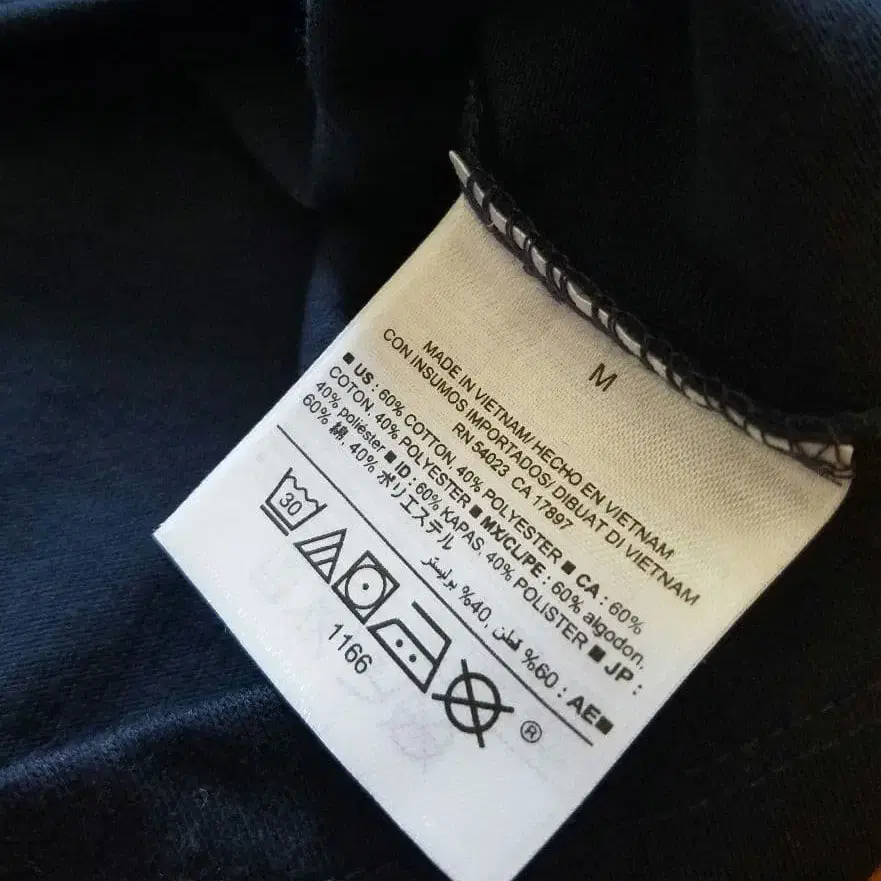 M
MADE IN VIETNAM/ HECHO EN VIETNAM
CON INSUMOS IMPORTADOS/ DIBUAT DI VIETNAM
RN 54023 CA 17897
■ US : 60% COTTON, 40% POLYESTER ■ CA : 60%
COTON, 40% POLYESTER ■ MX/CL/PE : 60% algodon,
40% poliéster ■ ID : 60% KAPAS, 40% POLISTER ■ JP :
60% 綿, 40% ポリエステル
■AE : %60 قطن, %40 بوليستر
30
®
1166